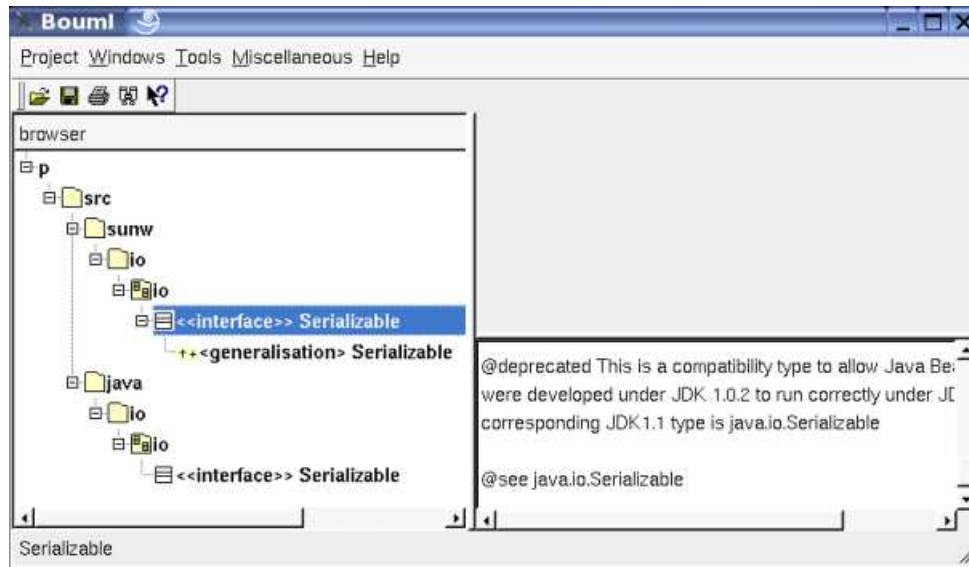 Bouml
Project Windows Tools Miscellaneous Help
browser
p
src
sunw
io
io
<<interface>> Serializable
<generalisation> Serializable
java
io
io
<<interface>> Serializable
@deprecated This is a compatibility type to allow Java
were developed under JDK 1.0.2 to run correctly under
corresponding JDK1.1 type is java.io.Serializable
@see java.io.Serializable
Serializable